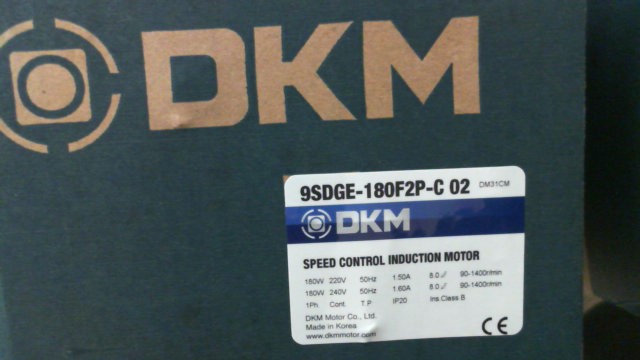 DKM
9SDGE-180F2P-C 02 DM31CM
DKM
SPEED CONTROL INDUCTION MOTOR
180W 220V 50Hz 1.50A 8.0㎌ 90-1400r/min
180W 240V 50Hz 1.60A 8.0㎌ 90-1400r/min
1Ph Cont. T.P IP20 Ins.Class B
DKM Motor Co., Ltd.
Made in Korea
www.dkmmotor.com
CE